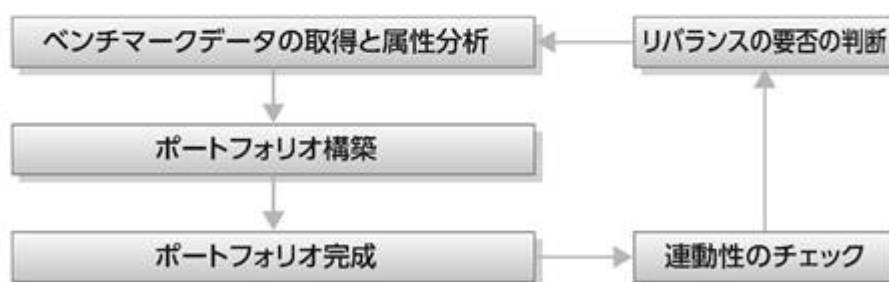 ベンチマークデータの取得と属性分析
リバランスの要否の判断
ポートフォリオ構築
ポートフォリオ完成
連動性のチェック